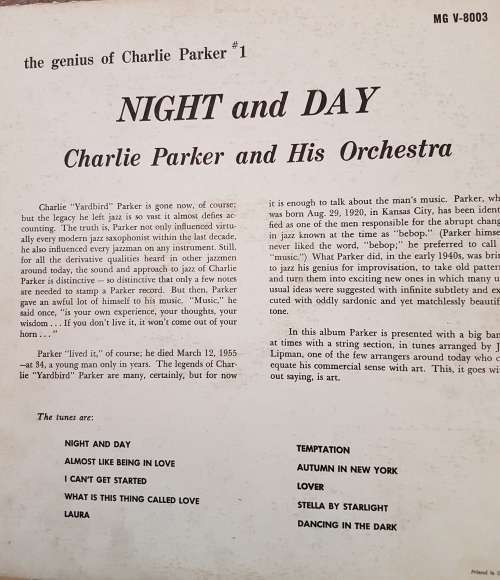 MG V-8003
the genius of Charlie Parker #1
NIGHT and DAY
Charlie Parker and His Orchestra
Charlie "Yardbird" Parker is gone now, of course;
but the legacy he left jazz is so vast it almost defies ac-
counting. The truth is, Parker not only influenced virtu-
ally every modern jazz saxophonist within the last decade,
he also influenced every jazzman on any instrument. Still,
for all the derivative qualities heard in other jazzmen
around today, the sound and approach to jazz of Charlie
Parker is distinctive — so distinctive that only a few notes
are needed to stamp a Parker record. But then, Parker
gave an awful lot of himself to his music. "Music," he
said once, "is your own experience, your thoughts, your
wisdom . . . If you don't live it, it won't come out of your
horn . . ."
Parker "lived it," of course; he died March 12, 1955
—at 34, a young man only in years. The legends of Char-
lie "Yardbird" Parker are many, certainly, but for now
it is enough to talk about the man's music. Parker, wh
was born Aug. 29, 1920, in Kansas City, has been identi
fied as one of the men responsible for the abrupt chang
in jazz known at the time as "bebop." (Parker himse
never liked the word, "bebop;" he preferred to call
"music.") What Parker did, in the early 1940s, was brin
to jazz his genius for improvisation, to take old pattern
and turn them into exciting new ones in which many u
usual ideas were suggested with infinite subtlety and ex
cuted with oddly sardonic and yet matchlessly beautif
tone.
In this album Parker is presented with a big ban
at times with a string section, in tunes arranged by J
Lipman, one of the few arrangers around today who c
equate his commercial sense with art. This, it goes wi
out saying, is art.
The tunes are:
NIGHT AND DAY
ALMOST LIKE BEING IN LOVE
I CAN'T GET STARTED
WHAT IS THIS THING CALLED LOVE
LAURA
TEMPTATION
AUTUMN IN NEW YORK
LOVER
STELLA BY STARLIGHT
DANCING IN THE DARK
Printed in